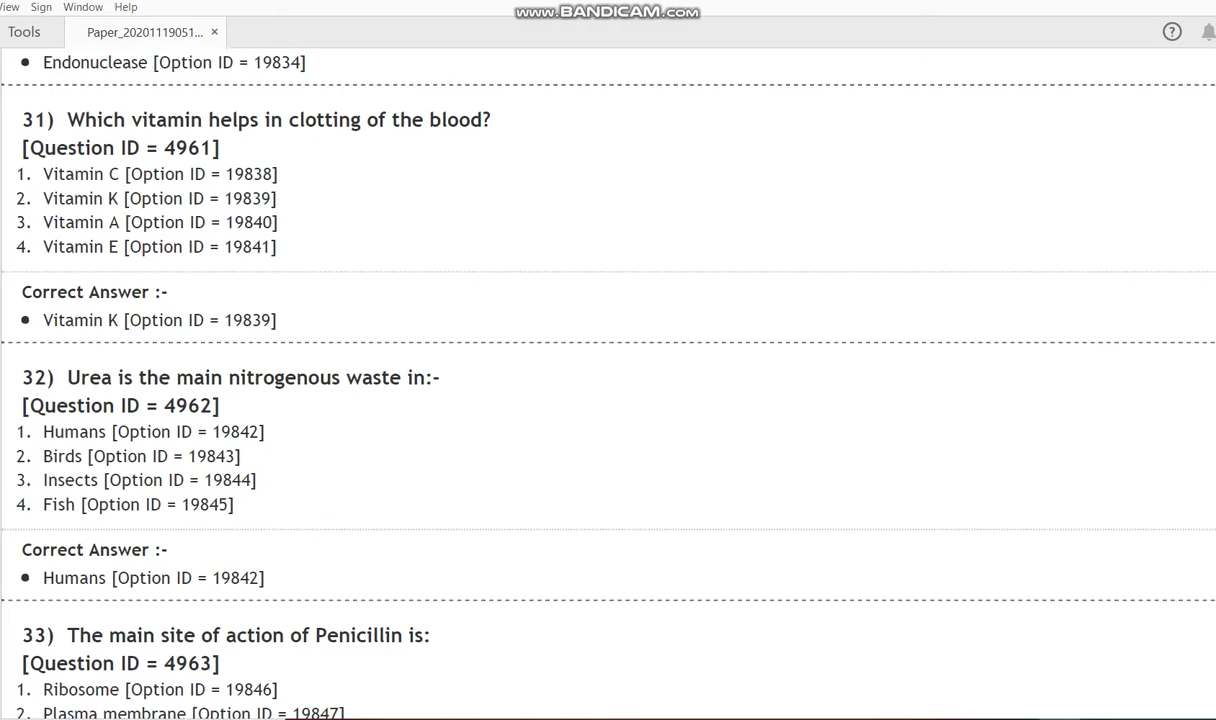 View Sign Window Help
www.BANDICAM.com
Tools Paper_20201119051... ×
Endonuclease [Option ID = 19834]
31) Which vitamin helps in clotting of the blood?
[Question ID = 4961]
1. Vitamin C [Option ID = 19838]
2. Vitamin K [Option ID = 19839]
3. Vitamin A [Option ID = 19840]
4. Vitamin E [Option ID = 19841]
Correct Answer :-
• Vitamin K [Option ID = 19839]
32) Urea is the main nitrogenous waste in:-
[Question ID = 4962]
1. Humans [Option ID = 19842]
2. Birds [Option ID = 19843]
3. Insects [Option ID = 19844]
4. Fish [Option ID = 19845]
Correct Answer :-
• Humans [Option ID = 19842]
33) The main site of action of Penicillin is:
[Question ID = 4963]
1. Ribosome [Option ID = 19846]
2. Plasma membrane [Option ID = 19847]